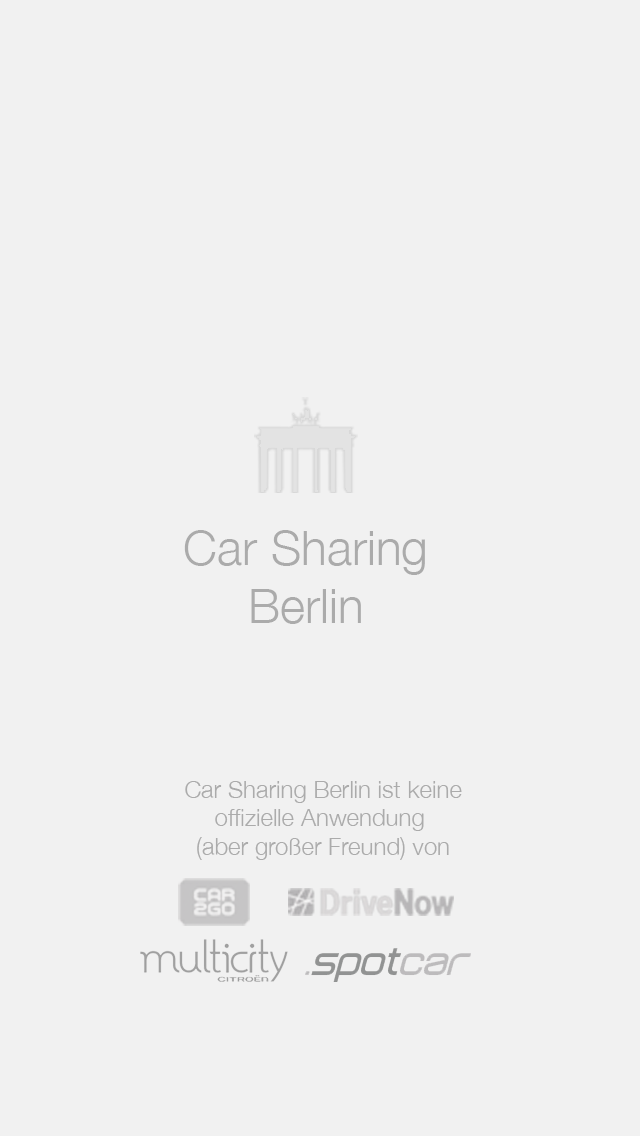 Car Sharing
Berlin
Car Sharing Berlin ist keine
offizielle Anwendung
(aber großer Freund) von
CAR
2GO
DriveNow
multicity
CITROËN
.spotcar